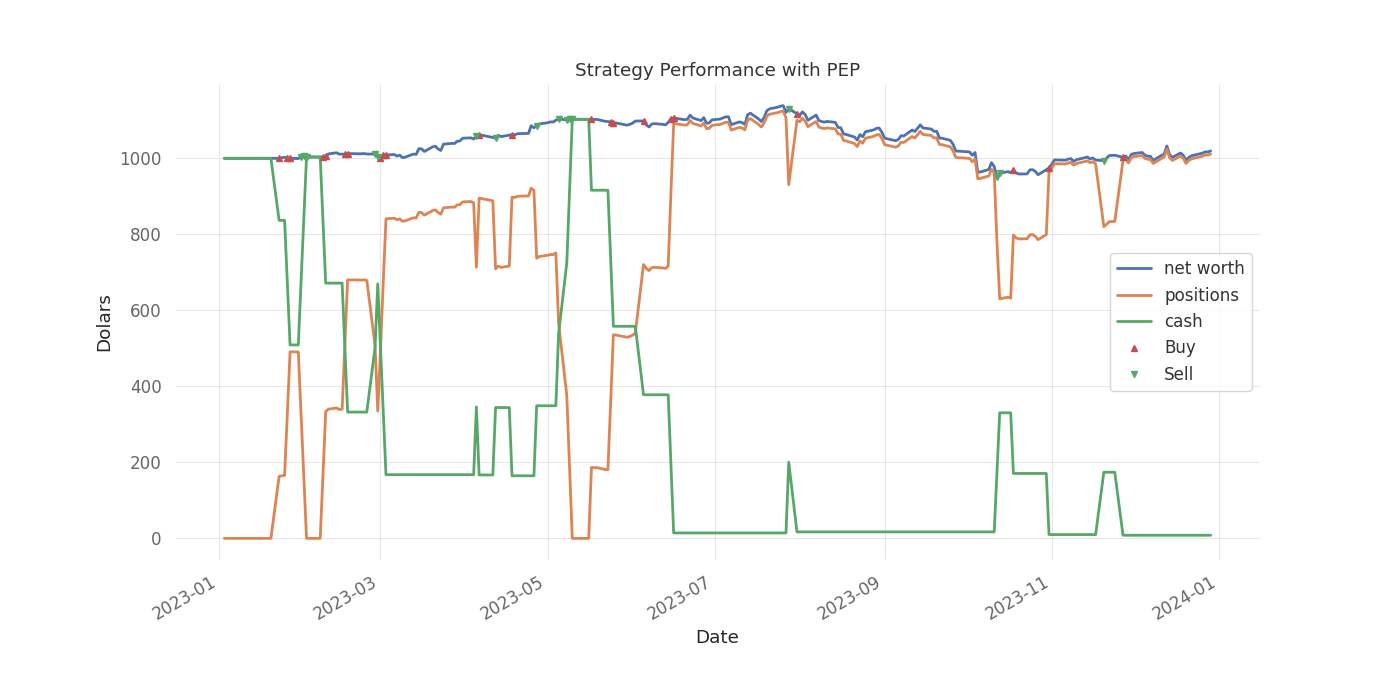 Strategy Performance with PEP
Dolars
1000
800
600
400
200
0
net worth
positions
cash
Buy
Sell
2023-01
2023-03
2023-05
2023-07
2023-09
2023-11
2024-01
Date